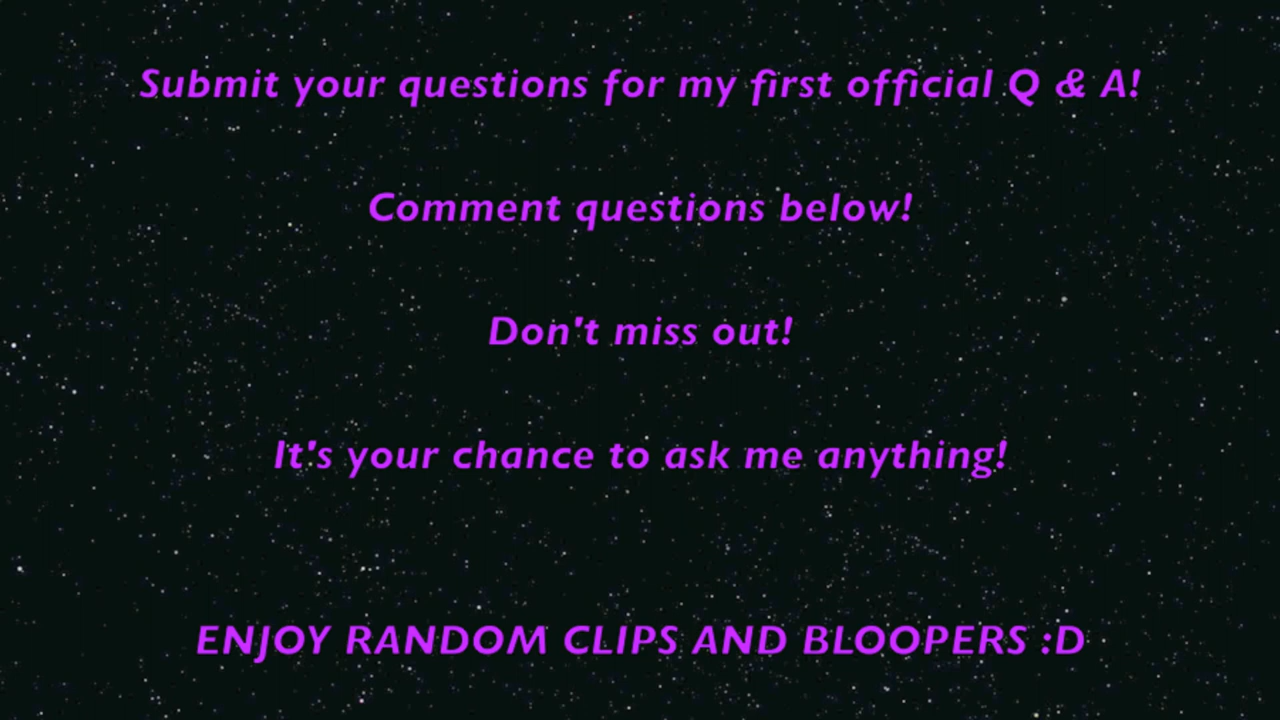 Submit your questions for my first official Q & A!
Comment questions below!
Don't miss out!
It's your chance to ask me anything!
ENJOY RANDOM CLIPS AND BLOOPERS :D